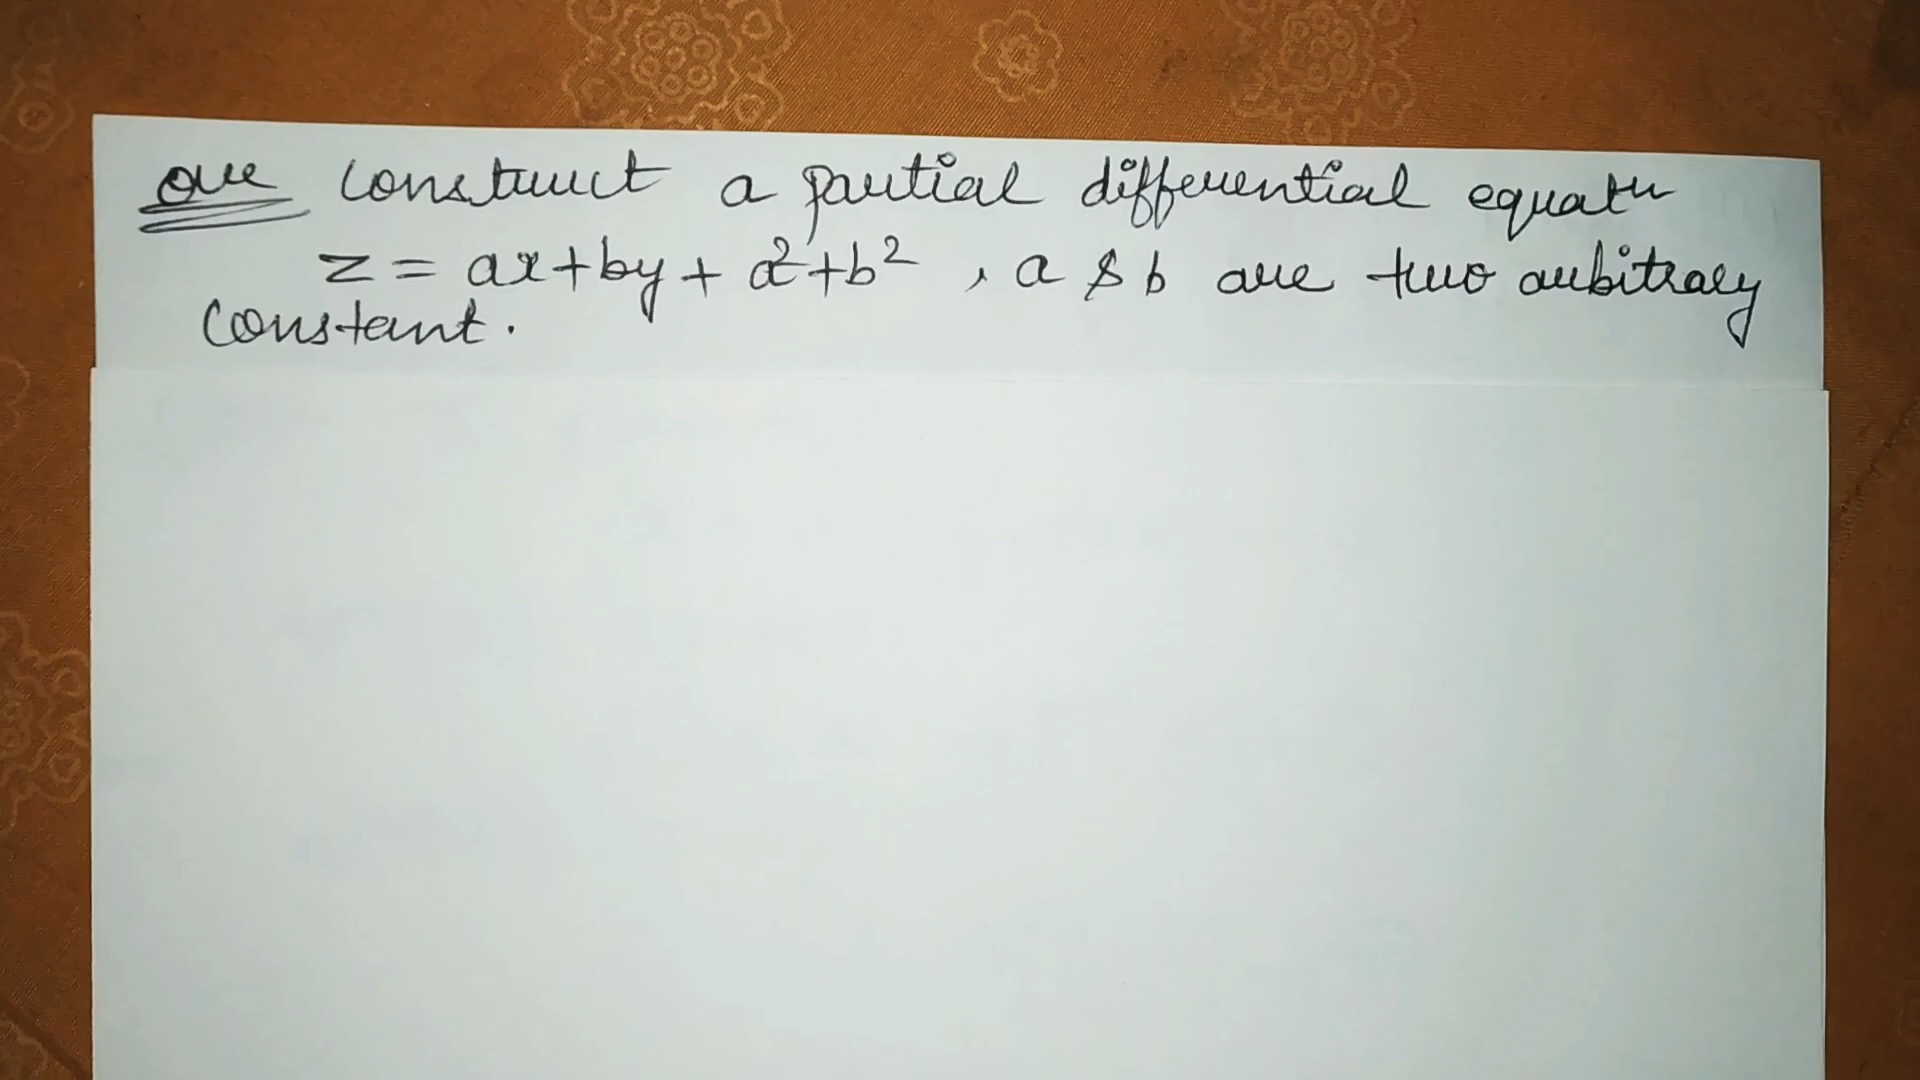 Que Construct a partial differential equatn
z = ax+by + a²+b² , a & b are two arbitrary
constant.